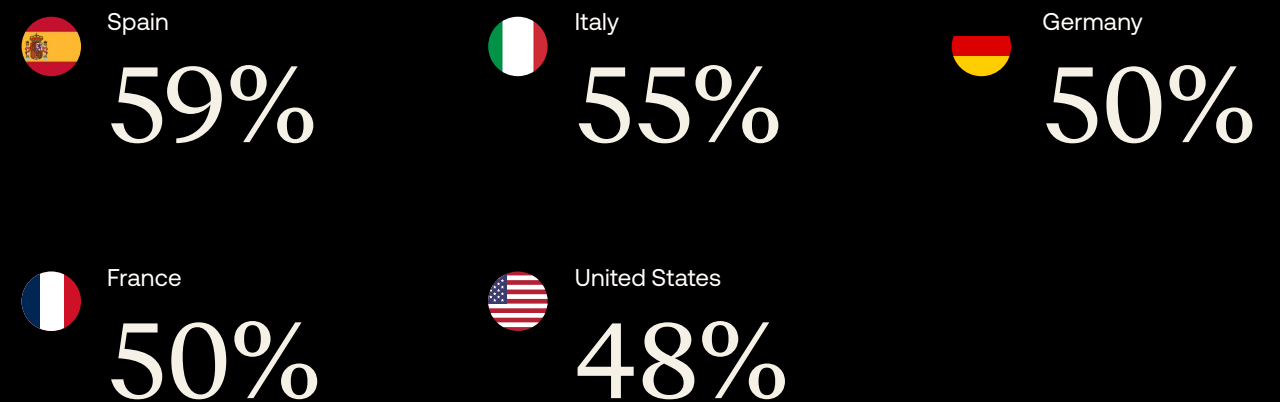 Spain
59%
Italy
55%
Germany
50%
France
50%
United States
48%